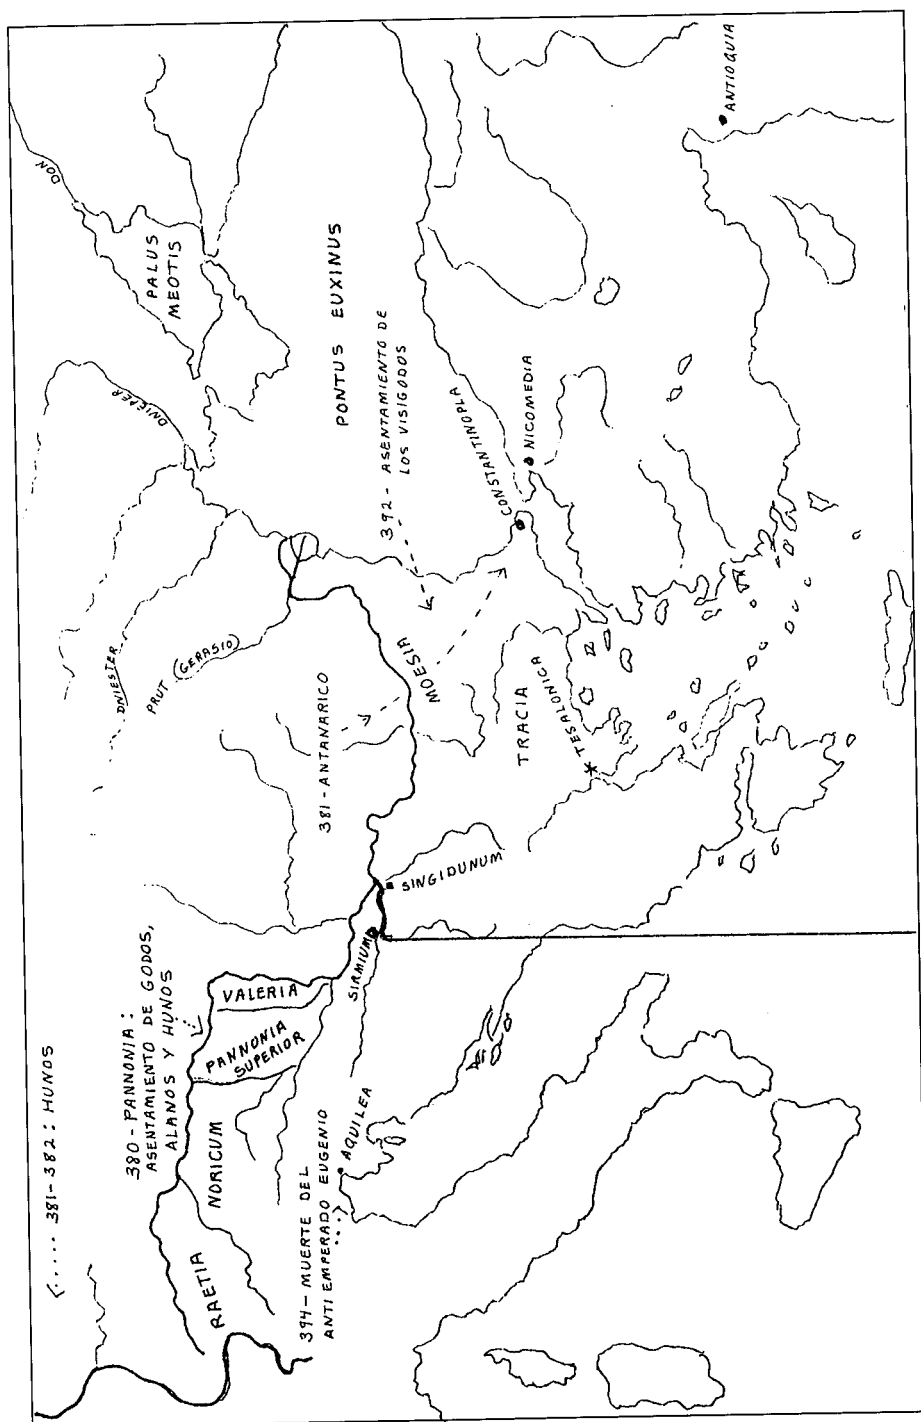 <.... 381-382: HUNOS
380-PANNONIA:
ASENTAMIENTO DE GODOS,
ALANOS Y HUNOS
DON
PALUS
MEOTIS
DNIEPER
DNIESTER
PRUT (GERASIO)
RAETIA
NORICUM
PANNONIA
SUPERIOR
VALERIA
381-ANTANARICO
PONTUS EUXINUS
394- MUERTE DEL
ANTI EMPERADO EUGENIO
AQUILEA
SIRMIUM
SINGIDUNUM
MOESIA
392- ASENTAMIENTO DE
LOS VISIGODOS
TRACIA
TESALONICA
CONSTANTINOPLA
NICOMEDIA
ANTIOQUIA